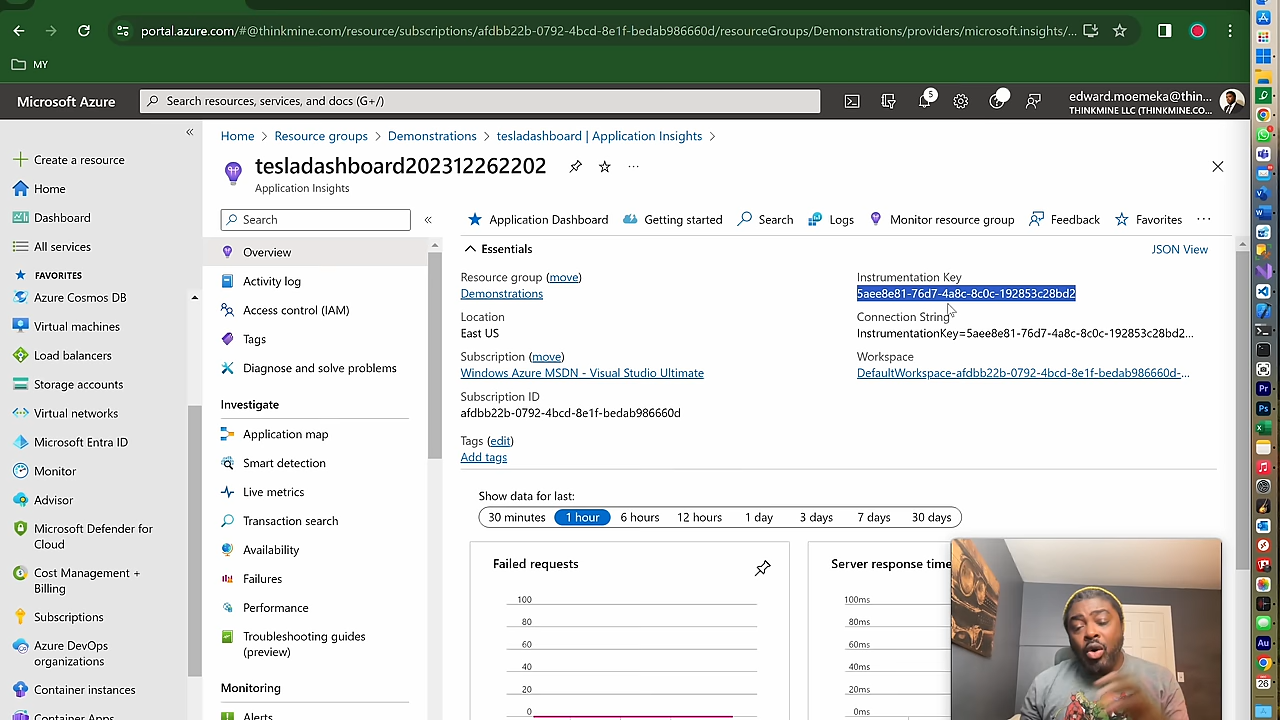 portal.azure.com/#@thinkmine.com/resource/subscriptions/afdbb22b-0792-4bcd-8e1f-bedab986660d/resourceGroups/Demonstrations/providers/microsoft.insights/...
MY
Microsoft Azure
Search resources, services, and docs (G+/)
5
edward.moemeka@thin...
THINKMINE LLC (THINKMINE.CO...
Create a resource
Home
Dashboard
All services
FAVORITES
Azure Cosmos DB
Virtual machines
Load balancers
Storage accounts
Virtual networks
Microsoft Entra ID
Monitor
Advisor
Microsoft Defender for
Cloud
Cost Management +
Billing
Subscriptions
Azure DevOps
organizations
Container instances
Container Apps
Home > Resource groups > Demonstrations > tesladashboard | Application Insights >
tesladashboard202312262202
Application Insights
Search
Overview
Activity log
Access control (IAM)
Tags
Diagnose and solve problems
Investigate
Application map
Smart detection
Live metrics
Transaction search
Availability
Failures
Performance
Troubleshooting guides
(preview)
Monitoring
Alerts
Application Dashboard
Getting started
Search
Logs
Monitor resource group
Feedback
Favorites
Essentials
JSON View
Resource group (move)
Demonstrations
Location
East US
Subscription (move)
Windows Azure MSDN - Visual Studio Ultimate
Subscription ID
afdbb22b-0792-4bcd-8e1f-bedab986660d
Tags (edit)
Add tags
Instrumentation Key
5aee8e81-76d7-4a8c-8c0c-192853c28bd2
Connection String
InstrumentationKey=5aee8e81-76d7-4a8c-8c0c-192853c28bd2...
Workspace
DefaultWorkspace-afdbb22b-0792-4bcd-8e1f-bedab986660d-...
Show data for last:
30 minutes
1 hour
6 hours
12 hours
1 day
3 days
7 days
30 days
Failed requests
100
80
60
40
20
0
Server response time
100ms
80ms
60ms
40ms
20ms
0ms
Pr
Ps
Au
26